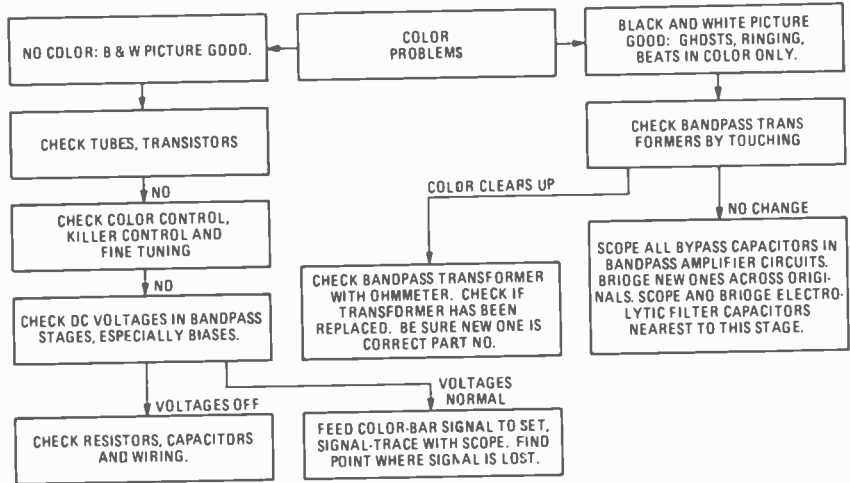 COLOR
PROBLEMS
NO COLOR: B & W PICTURE GOOD.
BLACK AND WHITE PICTURE
GOOD: GHOSTS, RINGING,
BEATS IN COLOR ONLY.
CHECK TUBES, TRANSISTORS
CHECK BANDPASS TRANS
FORMERS BY TOUCHING
NO
COLOR CLEARS UP
NO CHANGE
CHECK COLOR CONTROL,
KILLER CONTROL AND
FINE TUNING
NO
CHECK BANDPASS TRANSFORMER
WITH OHMMETER. CHECK IF
TRANSFORMER HAS BEEN
REPLACED. BE SURE NEW ONE IS
CORRECT PART NO.
SCOPE ALL BYPASS CAPACITORS IN
BANDPASS AMPLIFIER CIRCUITS.
BRIDGE NEW ONES ACROSS ORIGI-
NALS. SCOPE AND BRIDGE ELECTRO-
LYTIC FILTER CAPACITORS
NEAREST TO THIS STAGE.
CHECK DC VOLTAGES IN BANDPASS
STAGES, ESPECIALLY BIASES.
VOLTAGES OFF
VOLTAGES
NORMAL
CHECK RESISTORS, CAPACITORS
AND WIRING.
FEED COLOR-BAR SIGNAL TO SET,
SIGNAL-TRACE WITH SCOPE. FIND
POINT WHERE SIGNAL IS LOST.